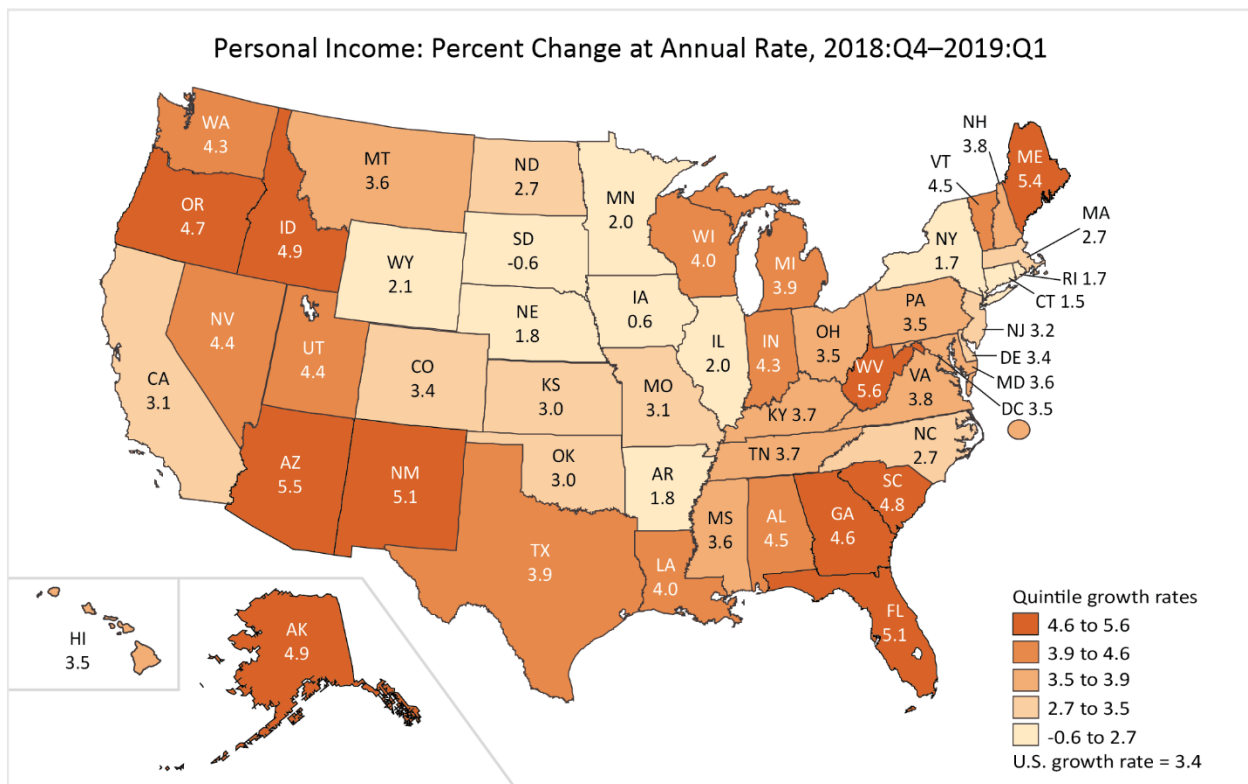 Personal Income: Percent Change at Annual Rate, 2018:Q4–2019:Q1
WA
4.3
OR
4.7
ID
4.9
MT
3.6
ND
2.7
MN
2.0
SD
-0.6
WY
2.1
WI
4.0
MI
3.9
NH
3.8
VT
4.5
ME
5.4
MA
2.7
NY
1.7
RI 1.7
CT 1.5
NV
4.4
UT
4.4
CA
3.1
CO
3.4
NE
1.8
IA
0.6
IL
2.0
IN
4.3
OH
3.5
PA
3.5
NJ 3.2
DE 3.4
MD 3.6
DC 3.5
WV
5.6
VA
3.8
KS
3.0
MO
3.1
KY 3.7
TN 3.7
NC
2.7
SC
4.8
AZ
5.5
NM
5.1
OK
3.0
AR
1.8
MS
3.6
AL
4.5
GA
4.6
TX
3.9
LA
4.0
FL
5.1
HI
3.5
AK
4.9
Quintile growth rates
4.6 to 5.6
3.9 to 4.6
3.5 to 3.9
2.7 to 3.5
-0.6 to 2.7
U.S. growth rate = 3.4